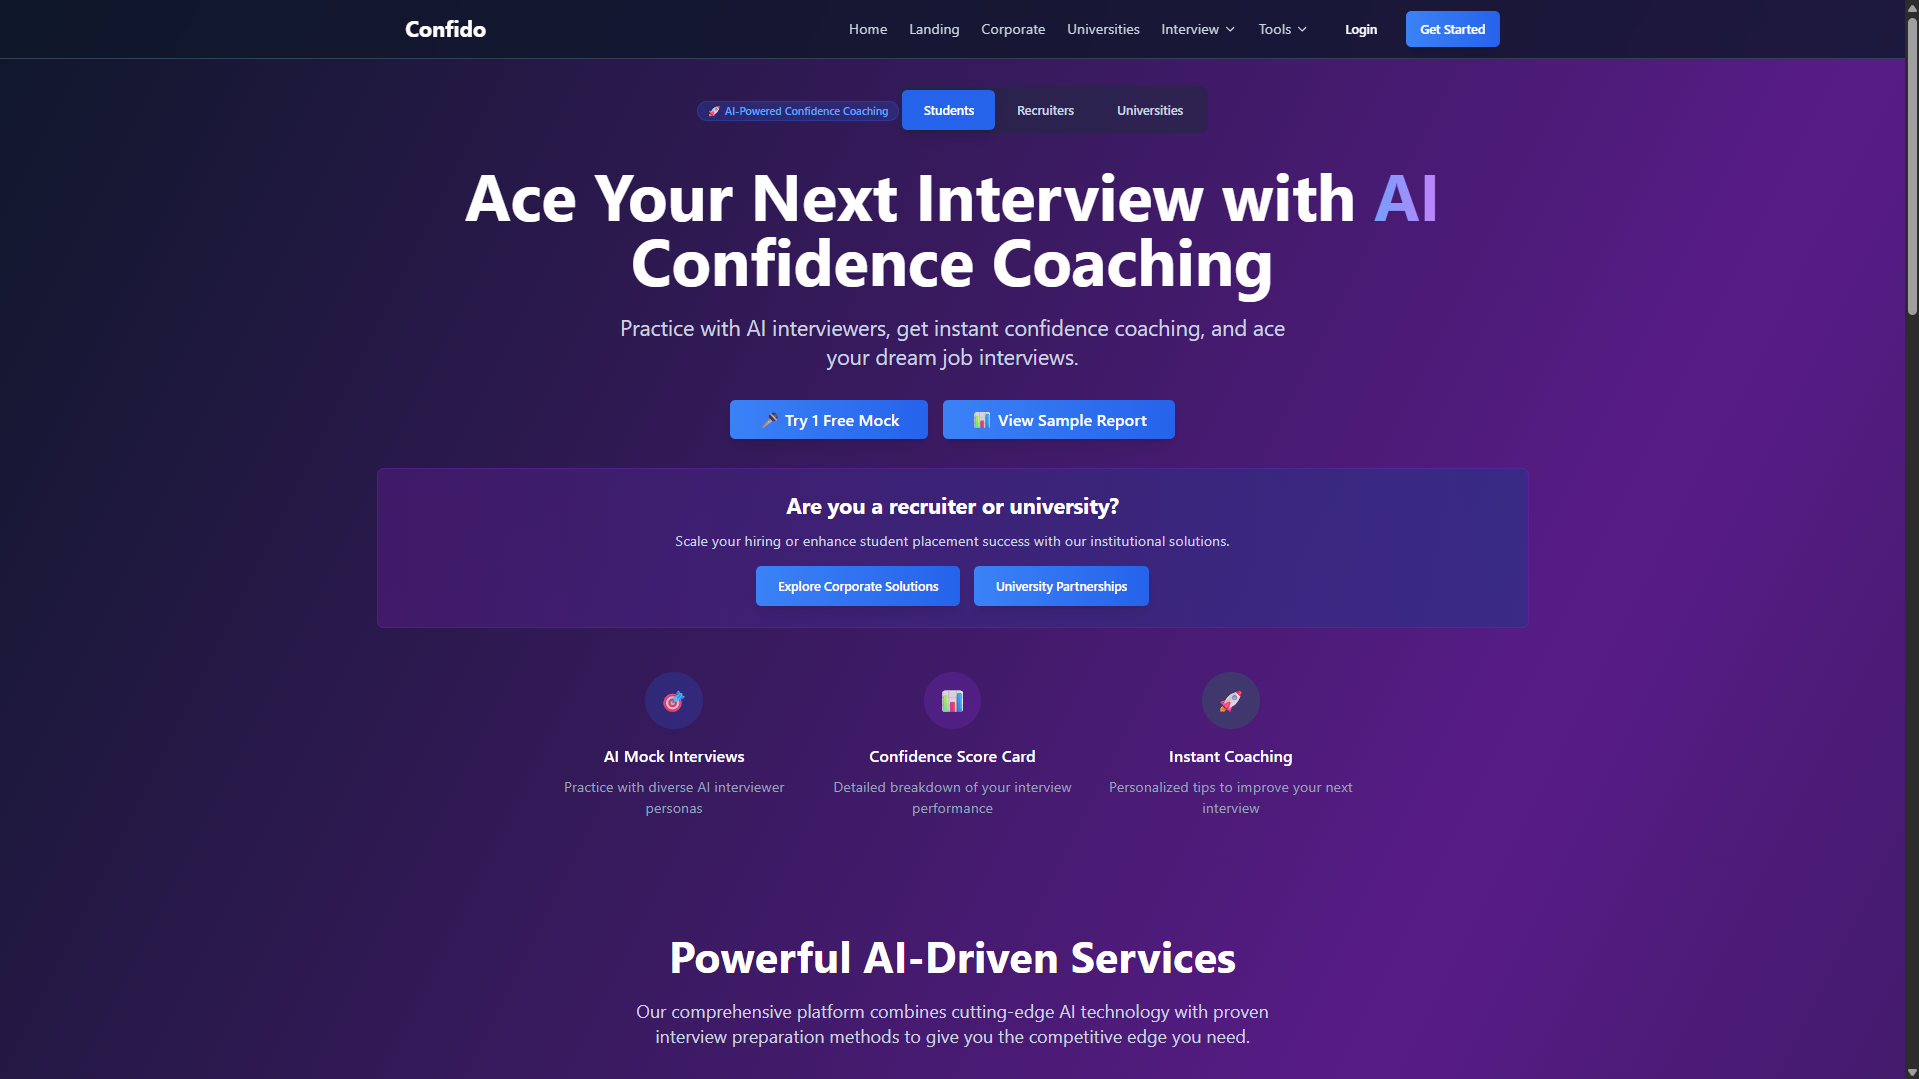 Confido
Home Landing Corporate Universities Interview Tools Login Get Started
AI-Powered Confidence Coaching Students Recruiters Universities
Ace Your Next Interview with AI
Confidence Coaching
Practice with AI interviewers, get instant confidence coaching, and ace
your dream job interviews.
Try 1 Free Mock View Sample Report
Are you a recruiter or university?
Scale your hiring or enhance student placement success with our institutional solutions.
Explore Corporate Solutions University Partnerships
AI Mock Interviews
Practice with diverse AI interviewer
personas
Confidence Score Card
Detailed breakdown of your interview
performance
Instant Coaching
Personalized tips to improve your next
interview
Powerful AI-Driven Services
Our comprehensive platform combines cutting-edge AI technology with proven
interview preparation methods to give you the competitive edge you need.